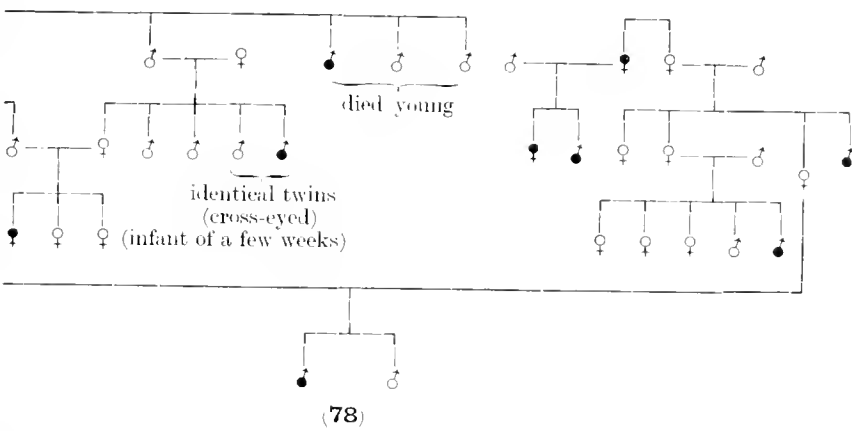 died young
identical twins
(cross-eyed)
(infant of a few weeks)
(78)